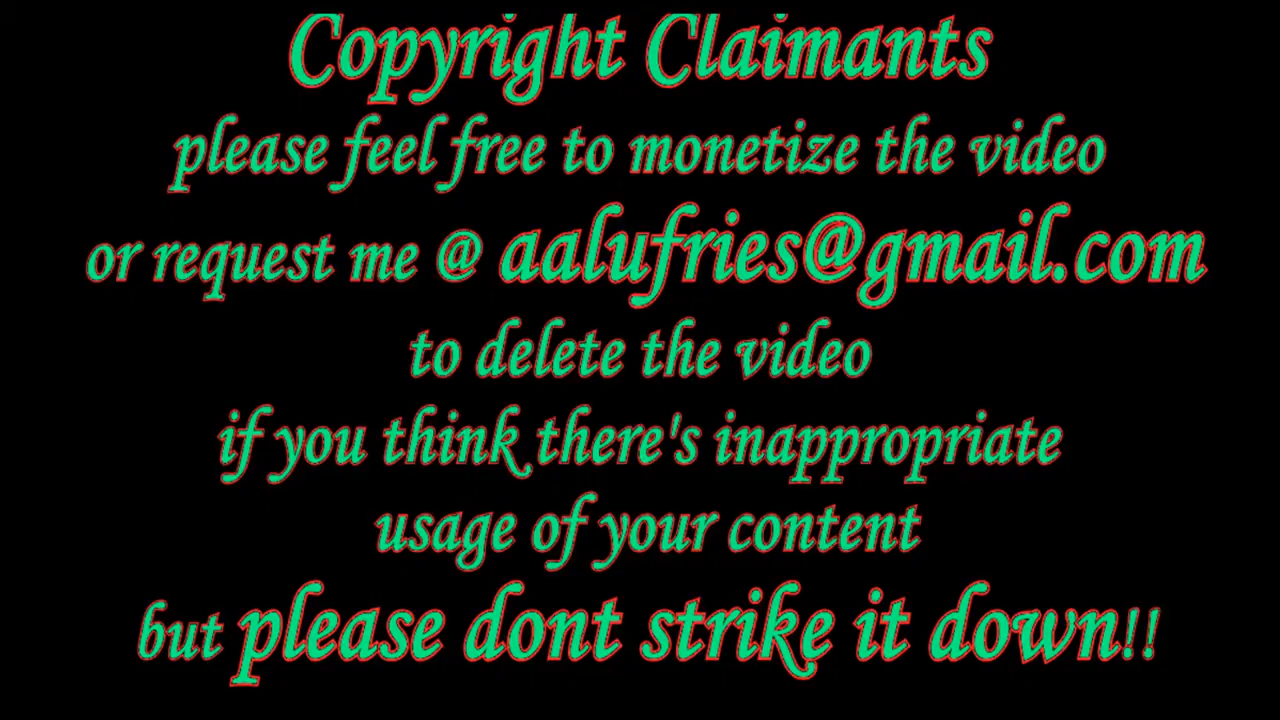 Copyright Claimants
please feel free to monetize the video
or request me @ aalufries@gmail.com
to delete the video
if you think there's inappropriate
usage of your content
but please dont strike it down!!